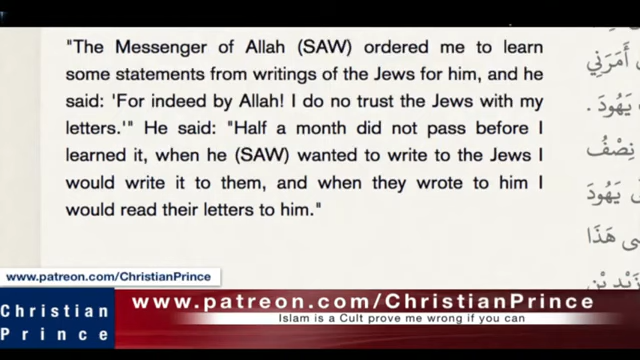 "The Messenger of Allah (SAW) ordered me to learn
some statements from writings of the Jews for him, and he
said: 'For indeed by Allah! I do no trust the Jews with my
letters.'" He said: "Half a month did not pass before I
learned it, when he (SAW) wanted to write to the Jews I
would write it to them, and when they wrote to him I
would read their letters to him."
أَمَرَنِي
يَهُودَ .
نِصْفُ
يَهُودَ
هَذَا
زَيْدِ بْنِ
www.patreon.com/ChristianPrince
Christian
Prince
www.patreon.com/ChristianPrince
Islam is a Cult prove me wrong if you can